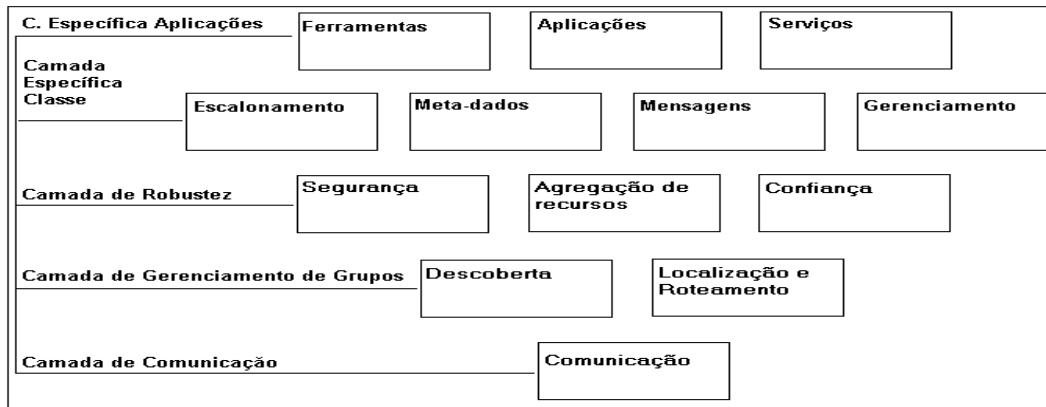 C. Específica Aplicações
Ferramentas
Aplicações
Serviços
Camada
Específica
Classe
Escalonamento
Meta-dados
Mensagens
Gerenciamento
Camada de Robustez
Segurança
Agregação de
recursos
Confiança
Camada de Gerenciamento de Grupos
Descoberta
Localização e
Roteamento
Camada de Comunicação
Comunicação